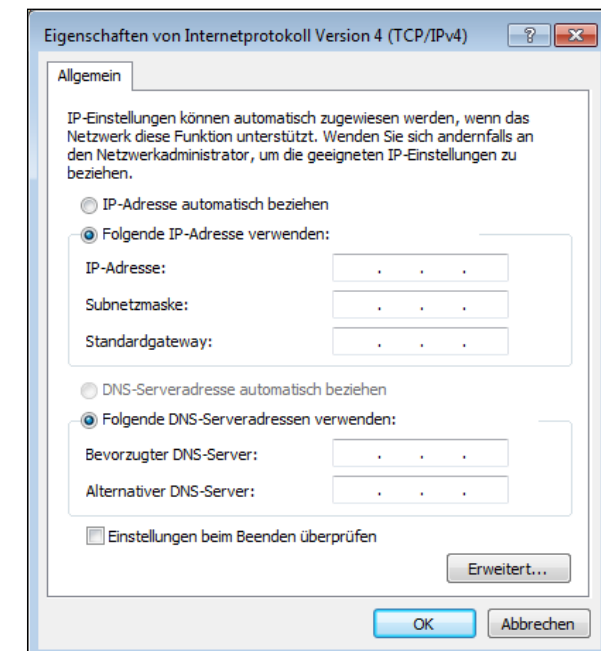 Eigenschaften von Internetprotokoll Version 4 (TCP/IPv4)
Allgemein
IP-Einstellungen können automatisch zugewiesen werden, wenn das
Netzwerk diese Funktion unterstützt. Wenden Sie sich andernfalls an
den Netzwerkadministrator, um die geeigneten IP-Einstellungen zu
beziehen.
IP-Adresse automatisch beziehen
Folgende IP-Adresse verwenden:
IP-Adresse:
Subnetzmaske:
Standardgateway:
DNS-Serveradresse automatisch beziehen
Folgende DNS-Serveradressen verwenden:
Bevorzugter DNS-Server:
Alternativer DNS-Server:
Einstellungen beim Beenden überprüfen
Erweitert...
OK Abbrechen